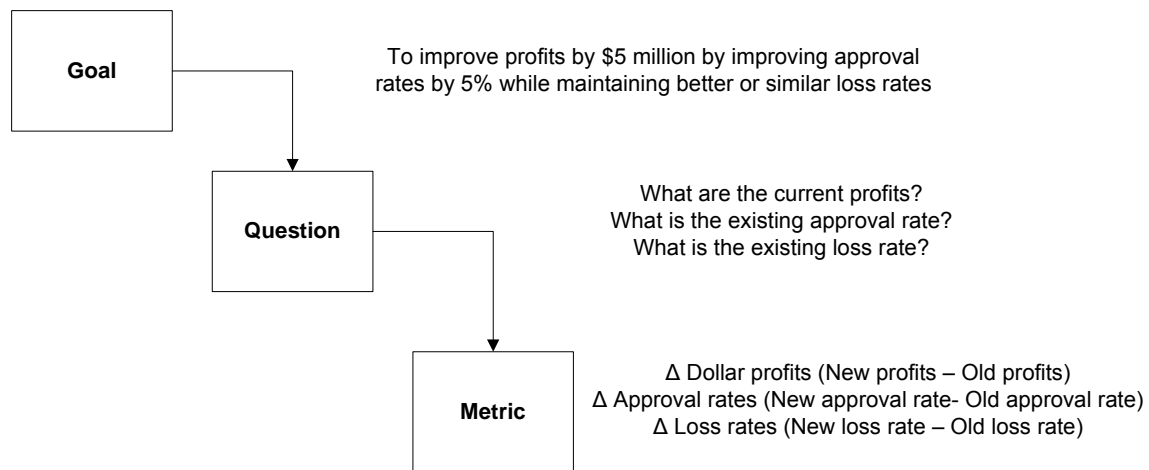 Goal
To improve profits by $5 million by improving approval
rates by 5% while maintaining better or similar loss rates
Question
What are the current profits?
What is the existing approval rate?
What is the existing loss rate?
Metric
Δ Dollar profits (New profits – Old profits)
Δ Approval rates (New approval rate- Old approval rate)
Δ Loss rates (New loss rate – Old loss rate)